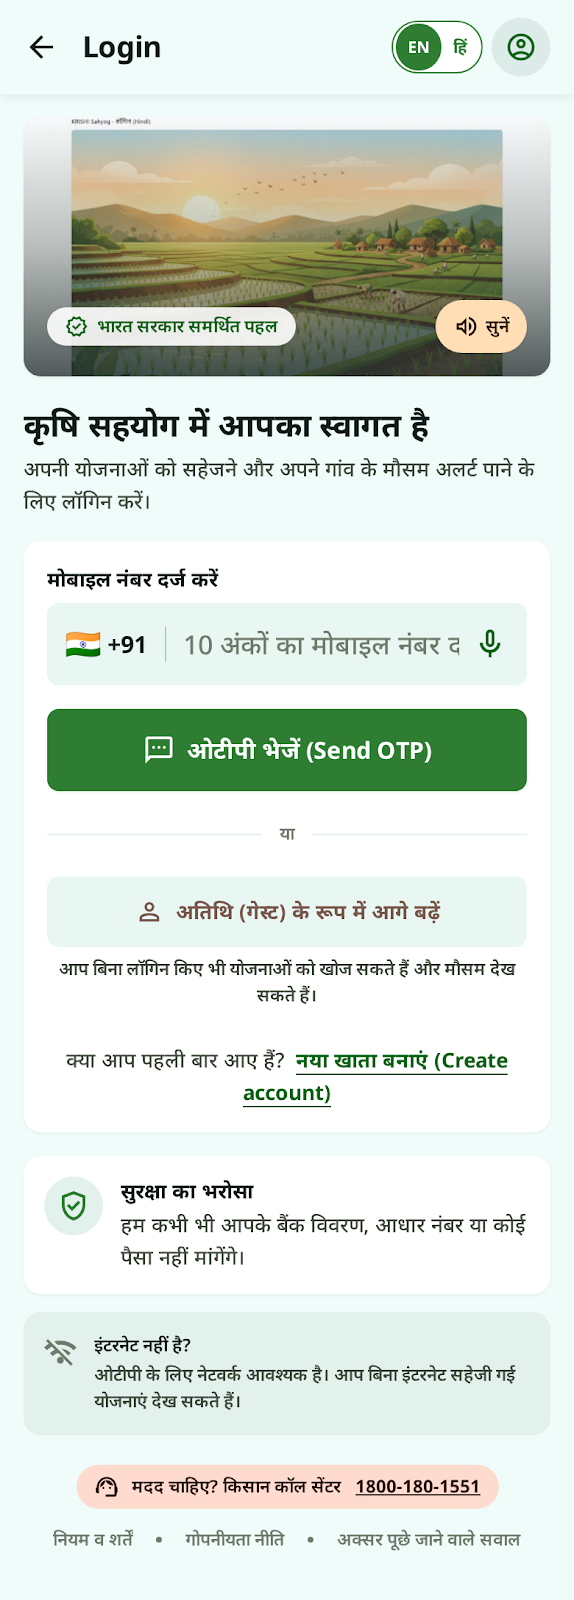 Login
EN
हिं
KRISHI Sahyog - लॉगिन (Hindi)
भारत सरकार समर्थित पहल
सुनें
कृषि सहयोग में आपका स्वागत है
अपनी योजनाओं को सहेजने और अपने गांव के मौसम अलर्ट पाने के
लिए लॉगिन करें।
मोबाइल नंबर दर्ज करें
+91
10 अंकों का मोबाइल नंबर द
ओटीपी भेजें (Send OTP)
या
अतिथि (गेस्ट) के रूप में आगे बढ़ें
आप बिना लॉगिन किए भी योजनाओं को खोज सकते हैं और मौसम देख
सकते हैं।
क्या आप पहली बार आए हैं? नया खाता बनाएं (Create
account)
सुरक्षा का भरोसा
हम कभी भी आपके बैंक विवरण, आधार नंबर या कोई
पैसा नहीं मांगेंगे।
इंटरनेट नहीं है?
ओटीपी के लिए नेटवर्क आवश्यक है। आप बिना इंटरनेट सहेजी गई
योजनाएं देख सकते हैं।
मदद चाहिए? किसान कॉल सेंटर 1800-180-1551
नियम व शर्तें • गोपनीयता नीति • अक्सर पूछे जाने वाले सवाल